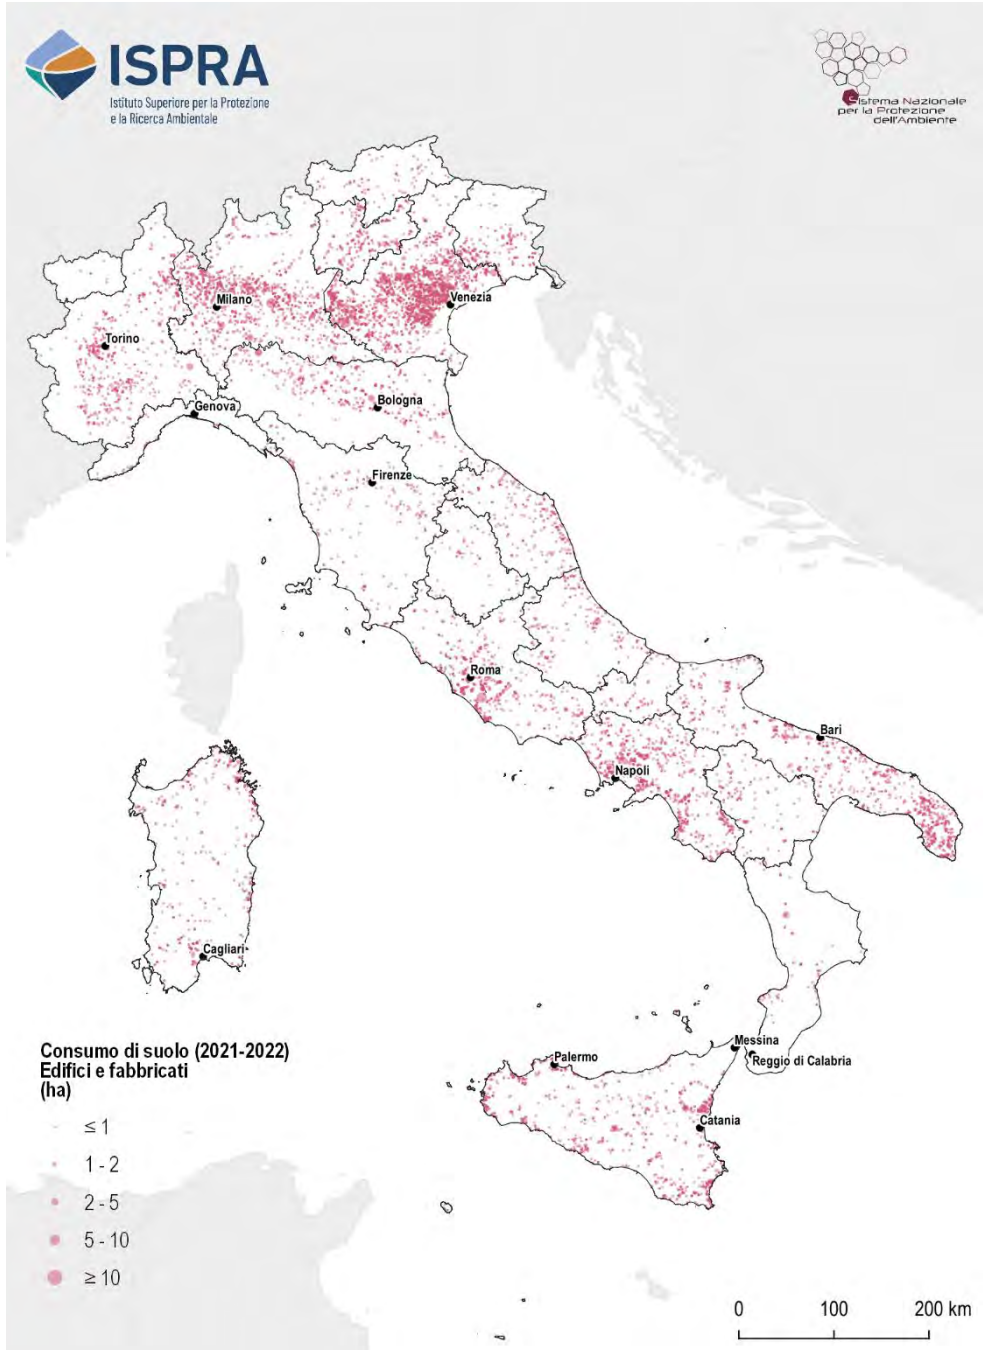 ISPRA
Istituto Superiore per la Protezione
e la Ricerca Ambientale
Sistema Nazionale
per la Protezione
dell'Ambiente
Milano
Venezia
Torino
Bologna
Genova
Firenze
Roma
Bari
Napoli
Cagliari
Messina
Palermo
Reggio di Calabria
Catania
Consumo di suolo (2021-2022)
Edifici e fabbricati
(ha)
≤ 1
1 - 2
2 - 5
5 - 10
≥ 10
0 100 200 km